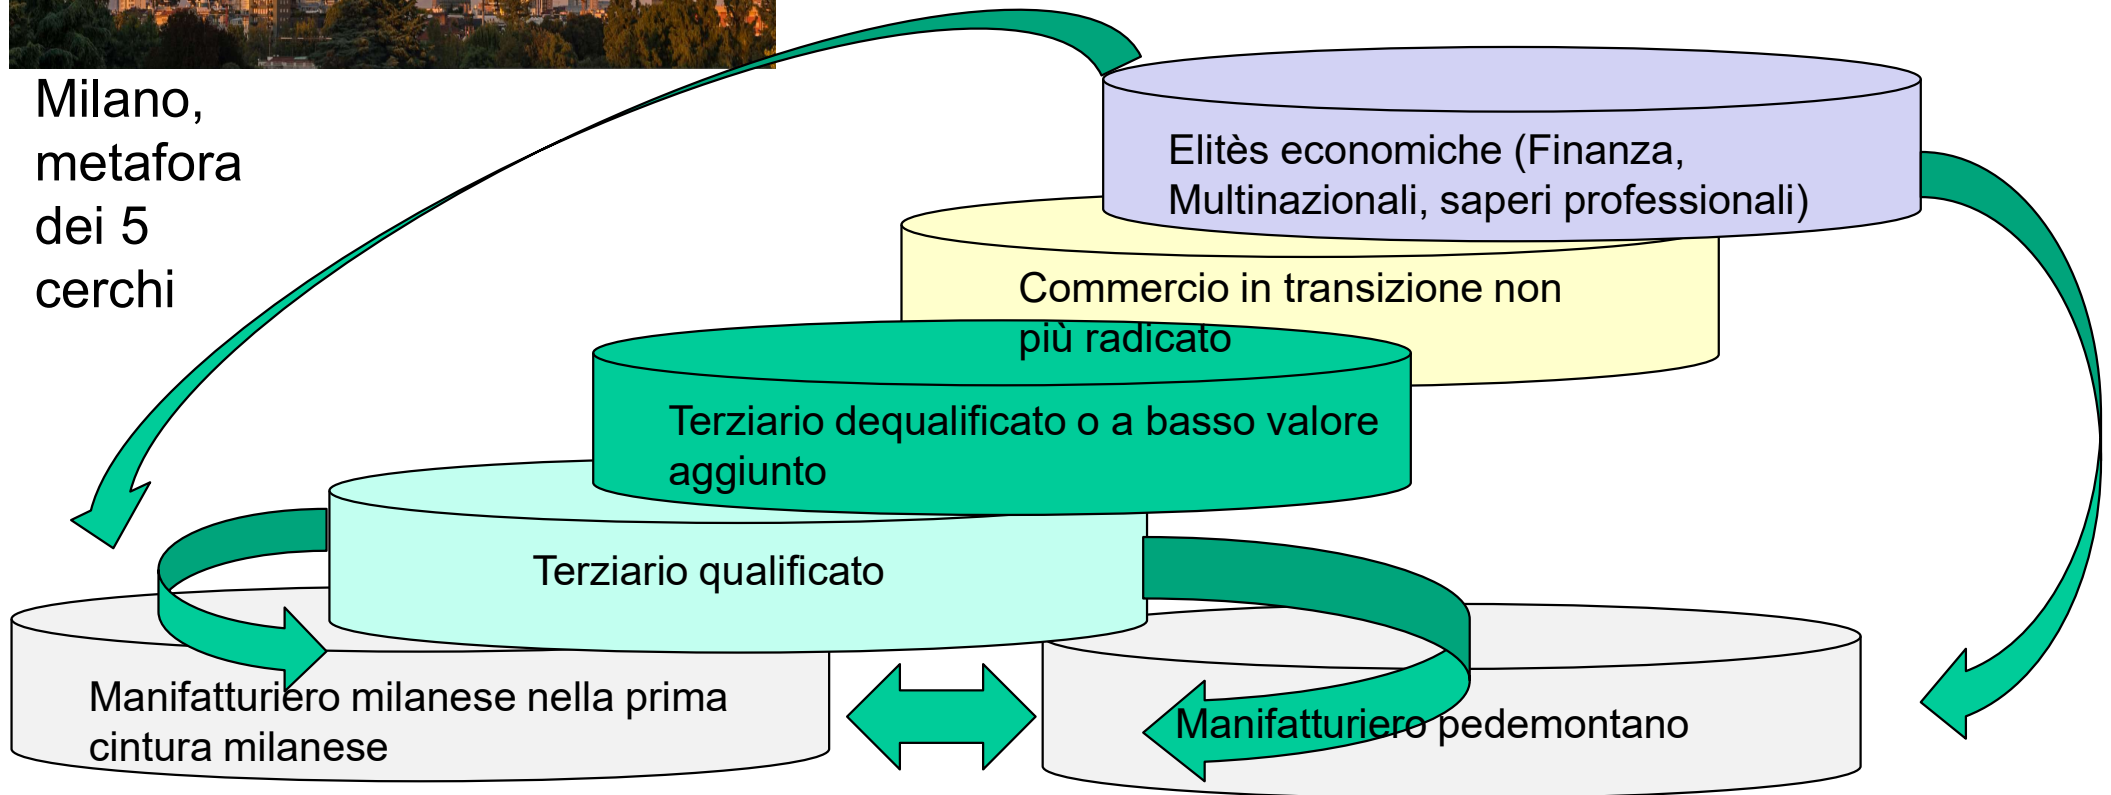 Milano,
metafora
dei 5
cerchi
Elitès economiche (Finanza,
Multinazionali, saperi professionali)
Commercio in transizione non
più radicato
Terziario dequalificato o a basso valore
aggiunto
Terziario qualificato
Manifatturiero milanese nella prima
cintura milanese
Manifatturiero pedemontano